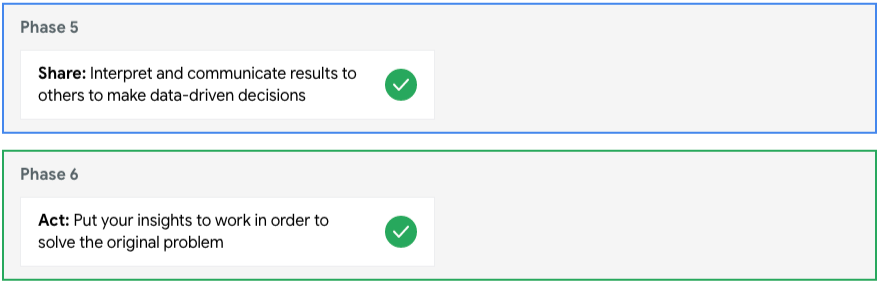 Phase 5
Share: Interpret and communicate results to
others to make data-driven decisions
Phase 6
Act: Put your insights to work in order to
solve the original problem